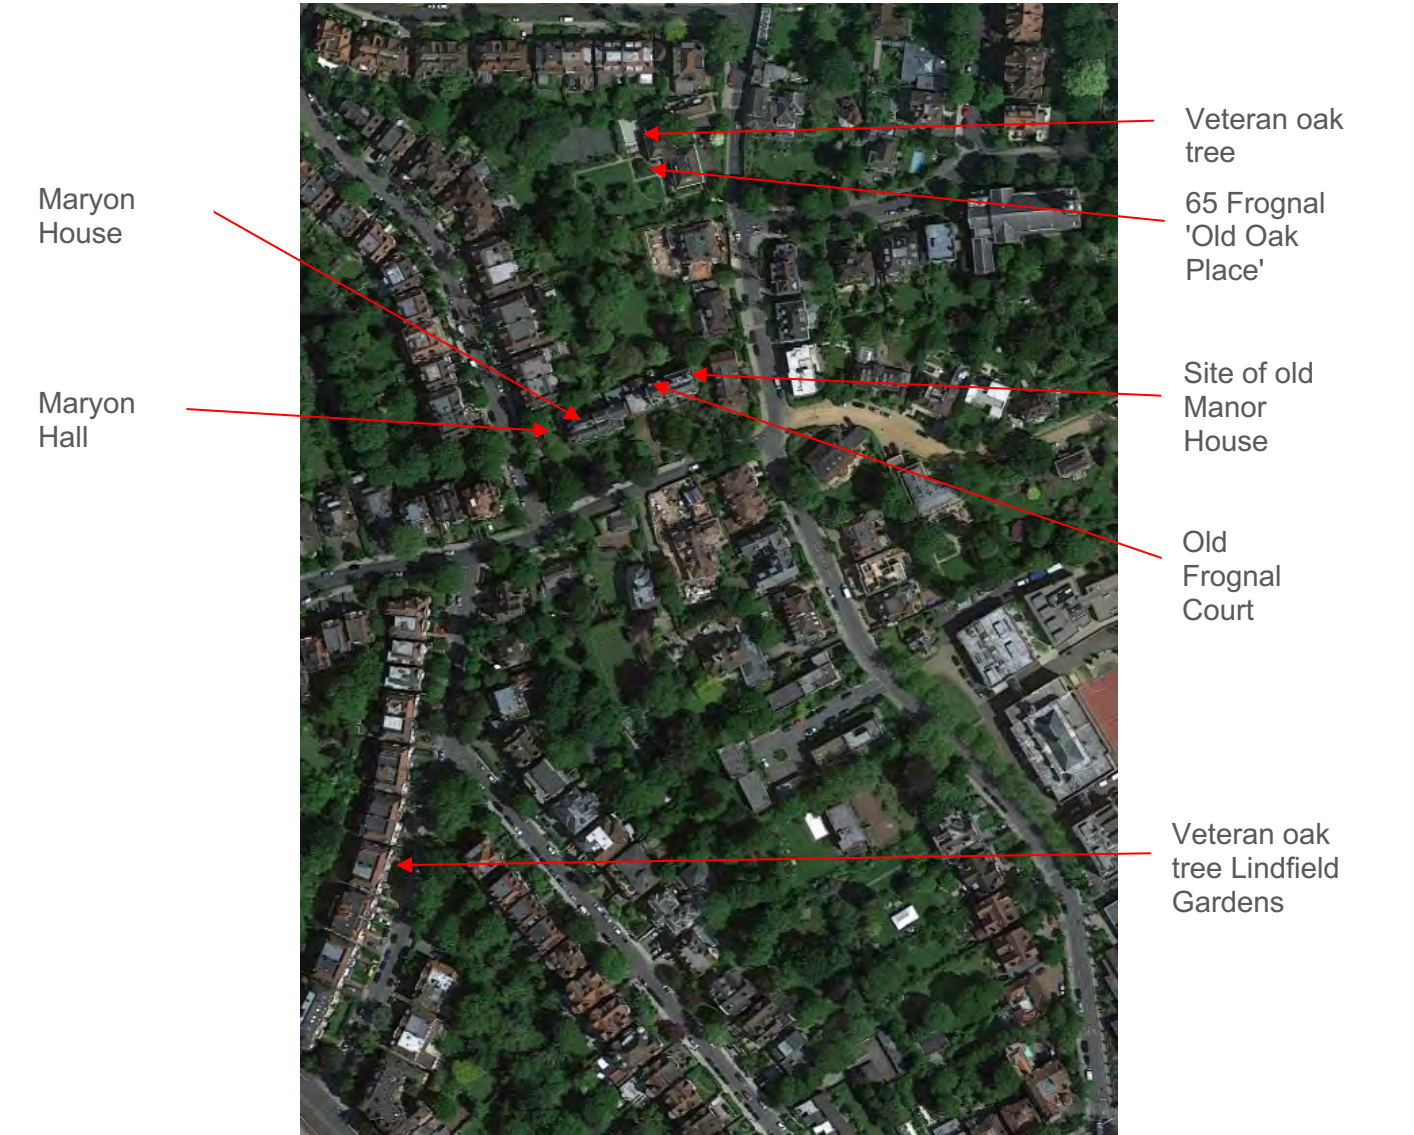 Veteran oak
tree
65 Frognal
'Old Oak
Place'
Maryon
House
Site of old
Manor
House
Maryon
Hall
Old
Frognal
Court
Veteran oak
tree Lindfield
Gardens